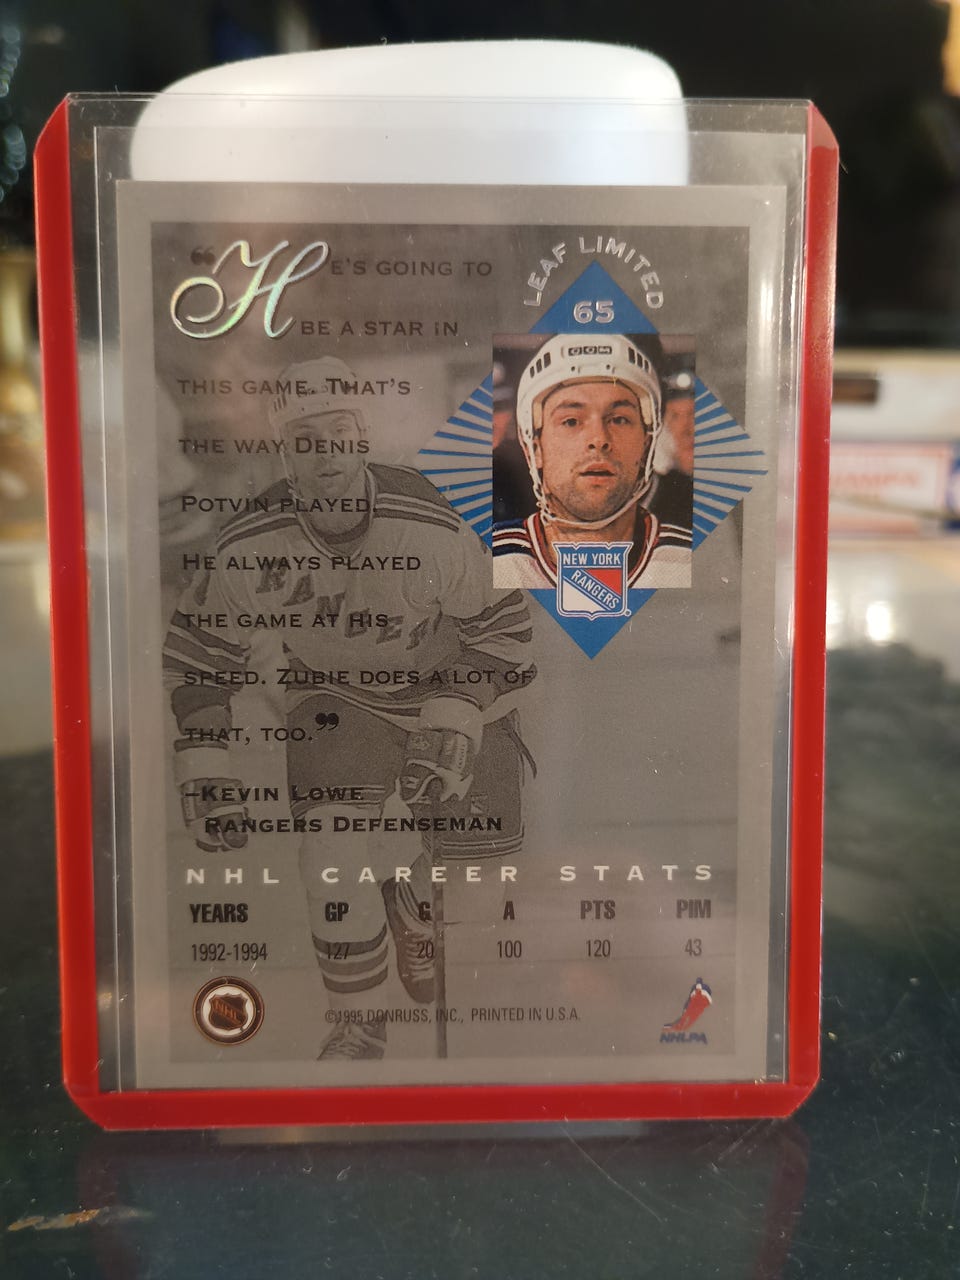 “HE'S GOING TO
BE A STAR IN
THIS GAME. THAT'S
THE WAY DENIS
POTVIN PLAYED.
HE ALWAYS PLAYED
THE GAME AT HIS
SPEED. ZUBIE DOES A LOT OF
THAT, TOO.”
–KEVIN LOWE
RANGERS DEFENSEMAN
LEAF LIMITED
65
CCM
NEW YORK
RANGERS
RANGERS
NHL CAREER STATS
YEARS GP G A PTS PIM
1992-1994 127 20 100 120 43
NHL
©1995 DONRUSS, INC., PRINTED IN U.S.A.
NHLPA